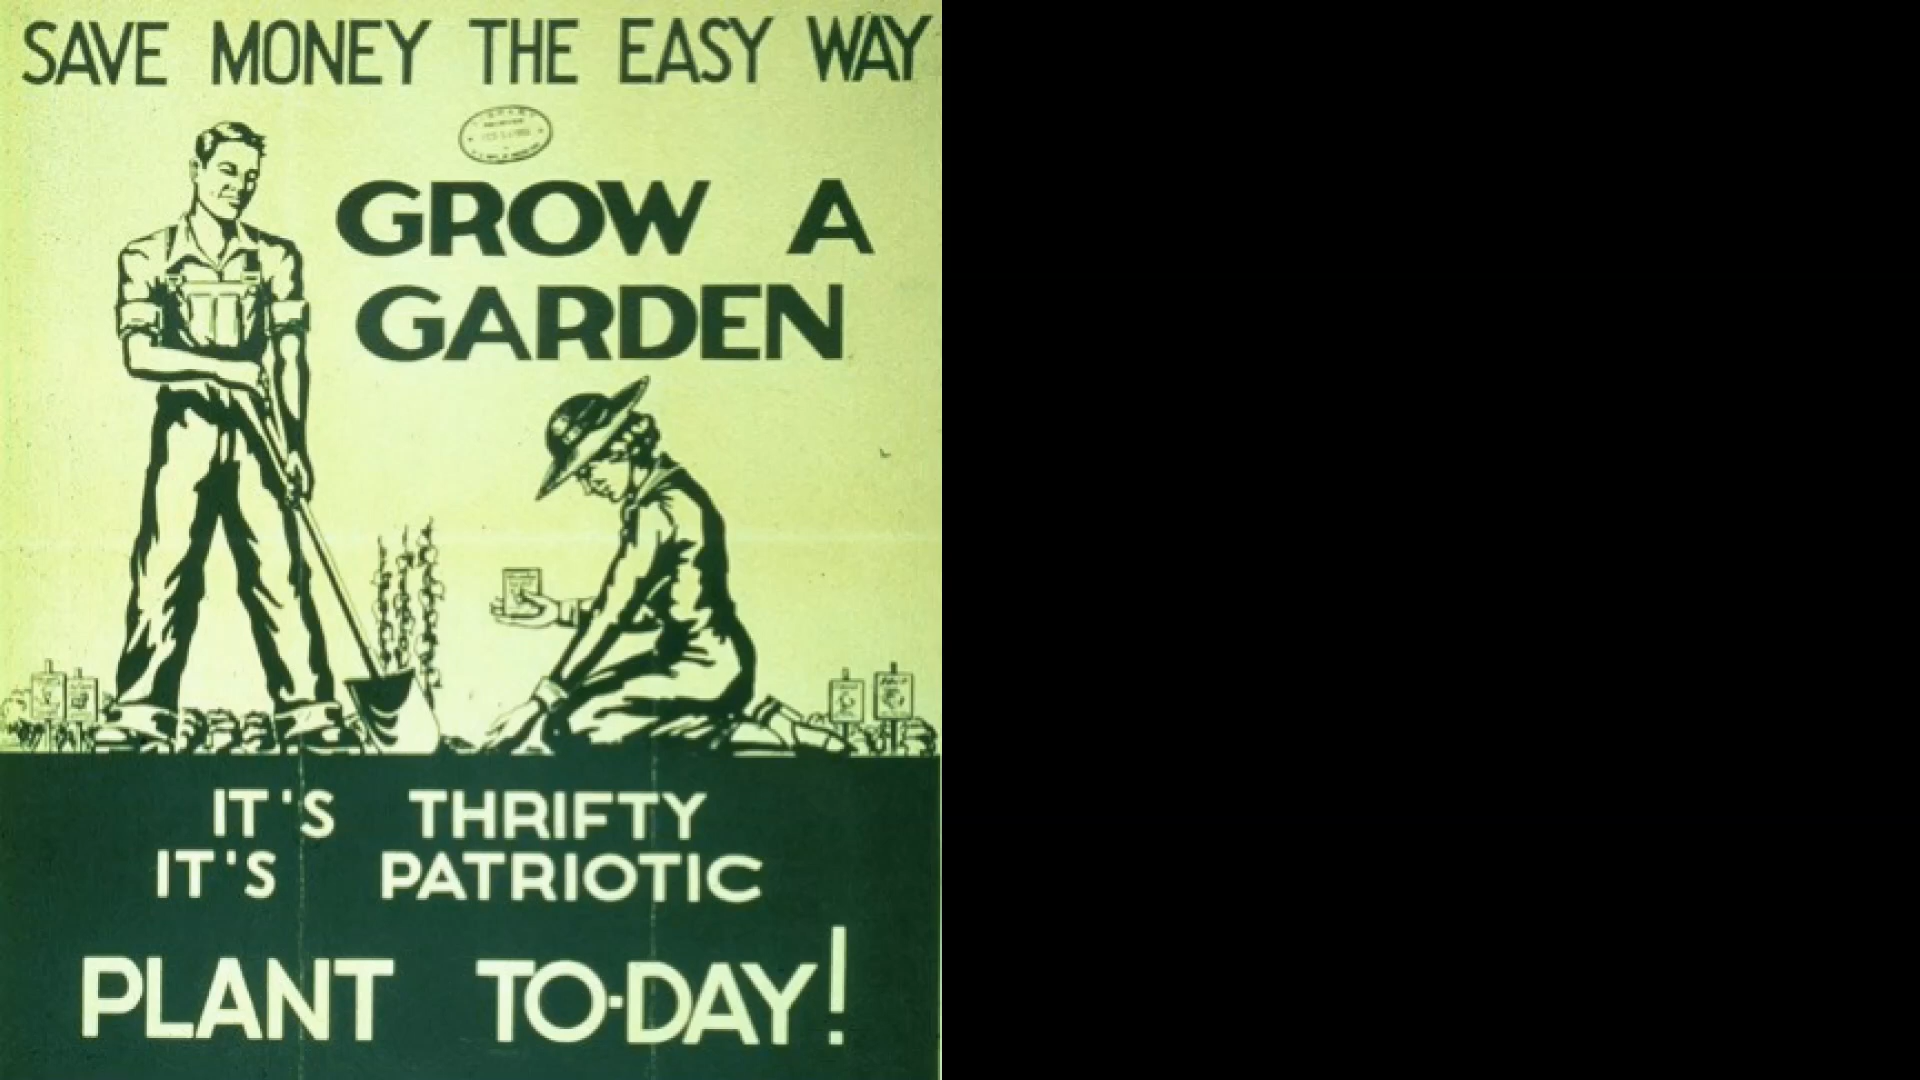 SAVE MONEY THE EASY WAY
GROW A
GARDEN
IT'S THRIFTY
IT'S PATRIOTIC
PLANT TO-DAY!